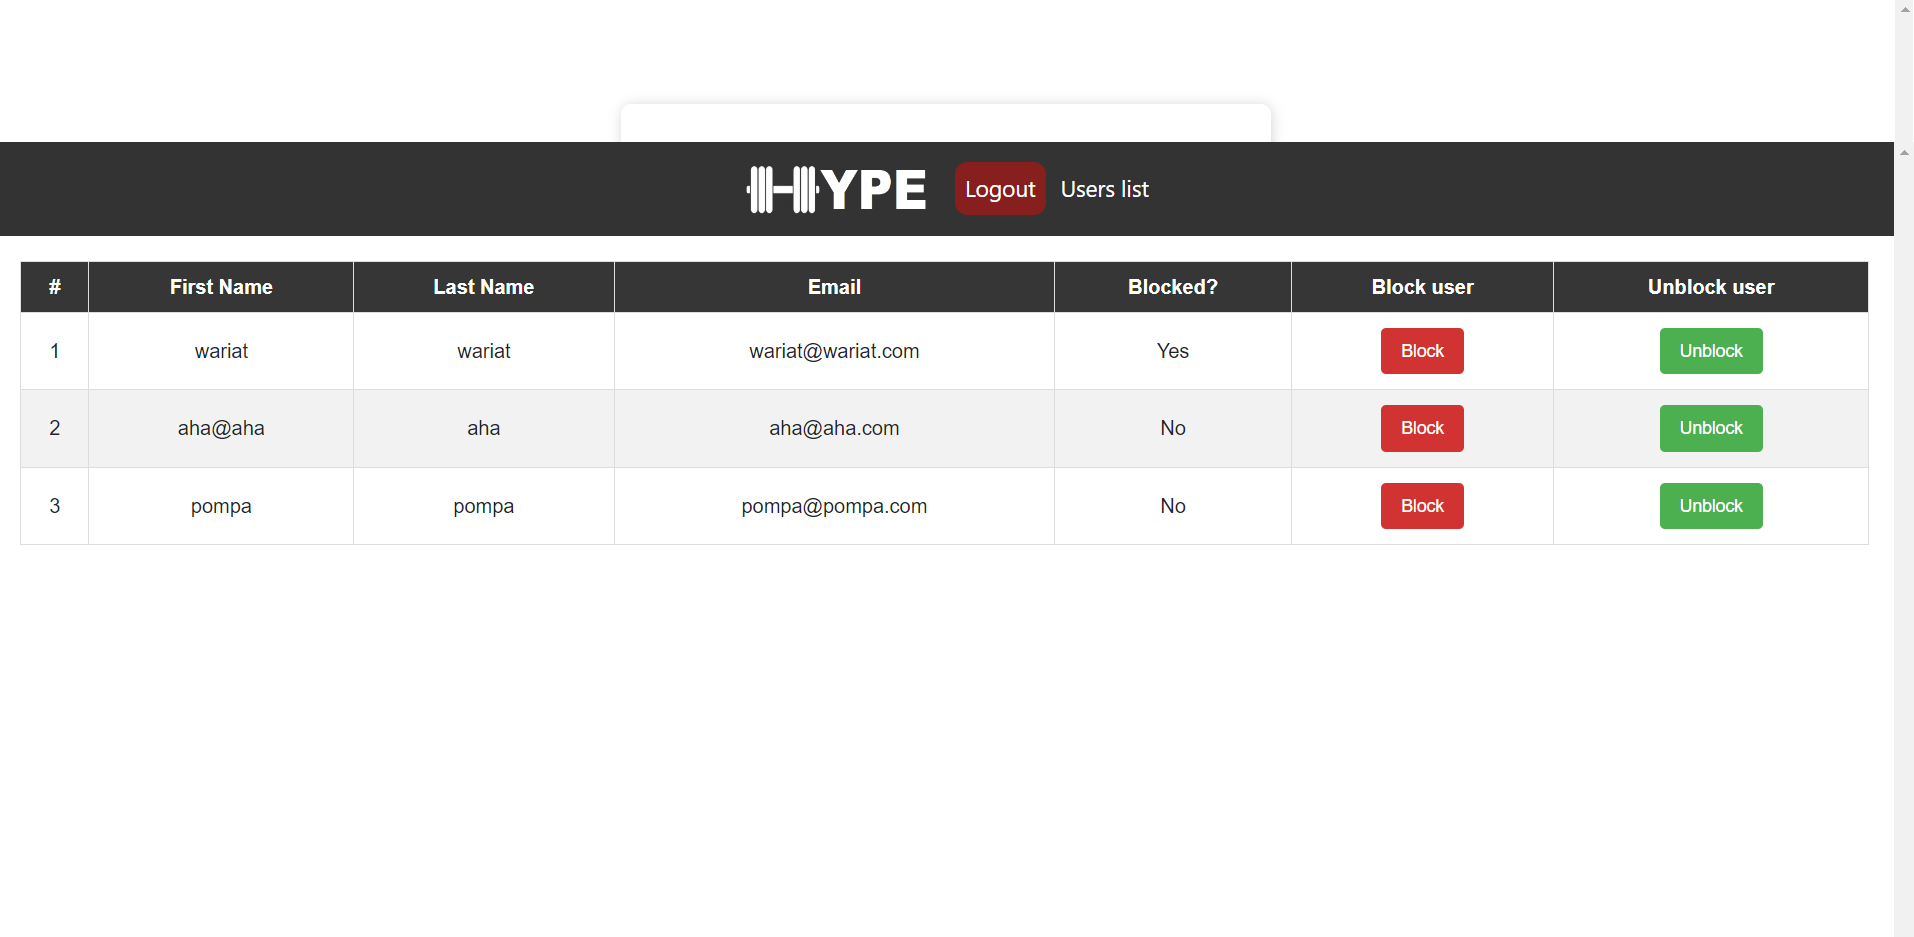 HYPE Logout Users list
# First Name Last Name Email Blocked? Block user Unblock user
1 wariat wariat wariat@wariat.com Yes Block Unblock
2 aha@aha aha aha@aha.com No Block Unblock
3 pompa pompa pompa@pompa.com No Block Unblock